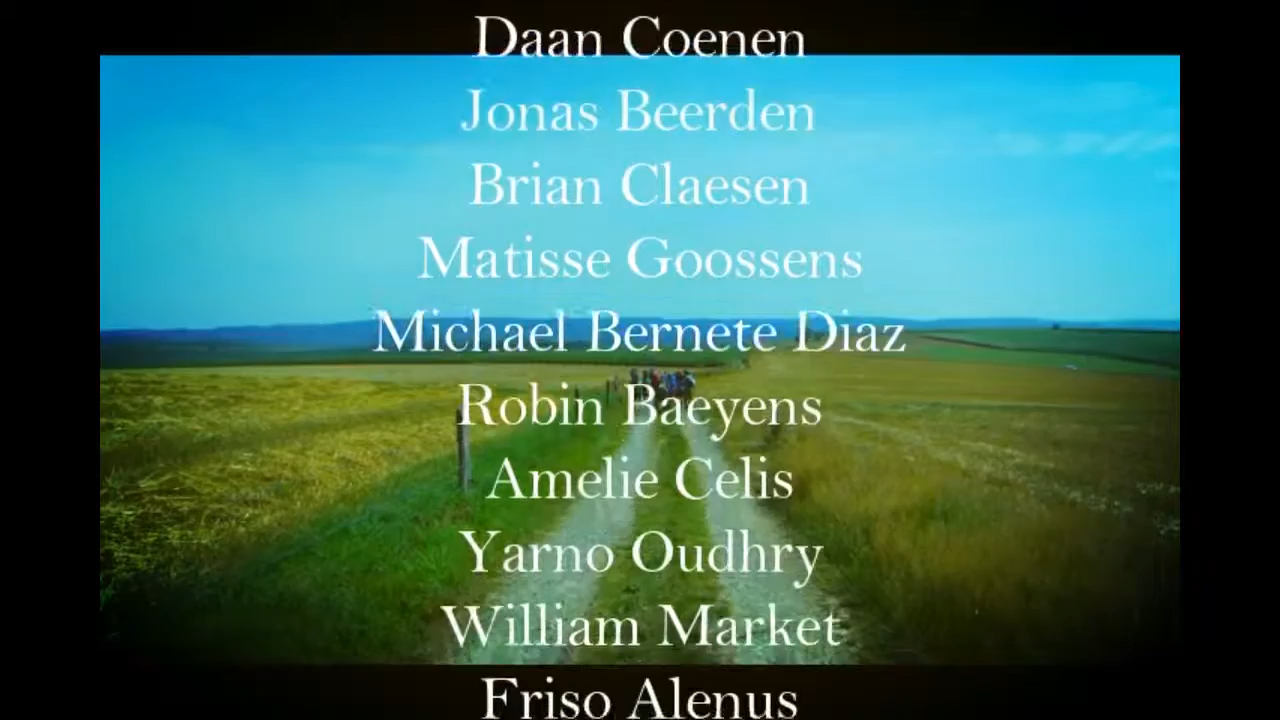 Daan Coenen
Jonas Beerden
Brian Claesen
Matisse Goossens
Michael Bernete Diaz
Robin Baeyens
Amelie Celis
Yarno Oudhry
William Market
Friso Alenus